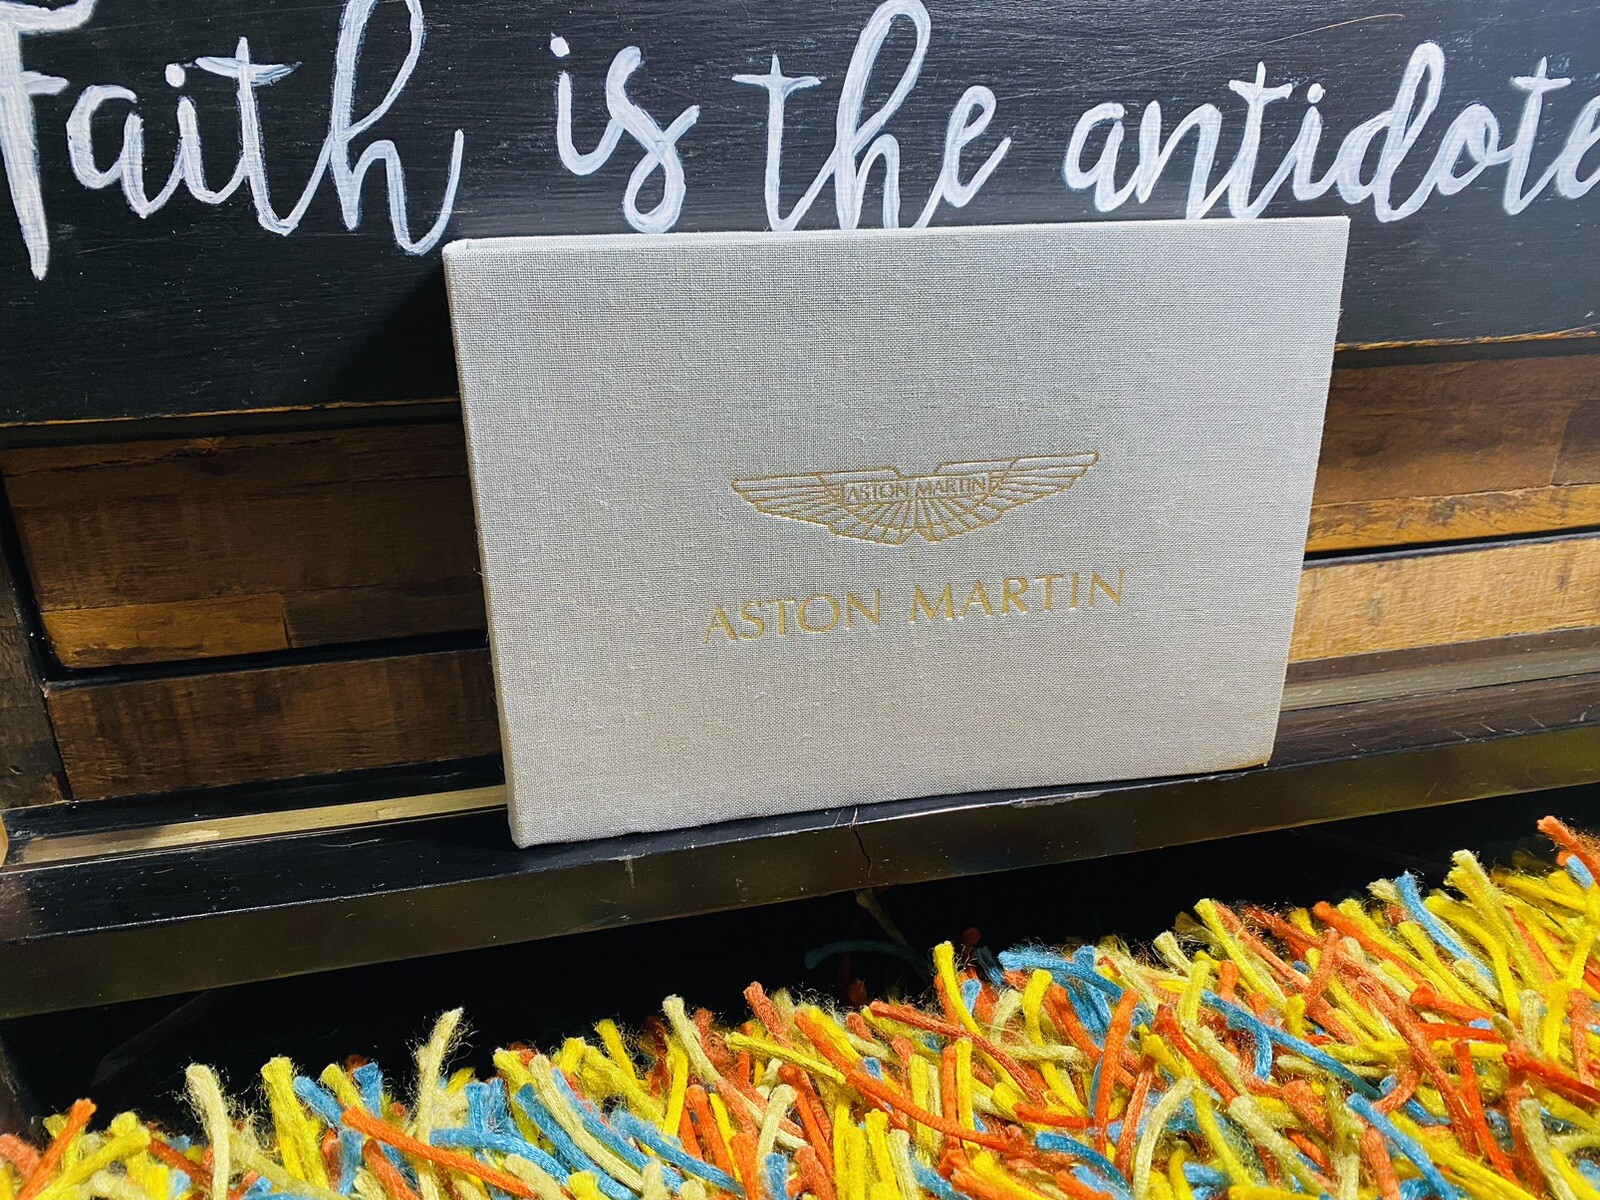 Faith is the antidote
ASTON MARTIN
ASTON MARTIN